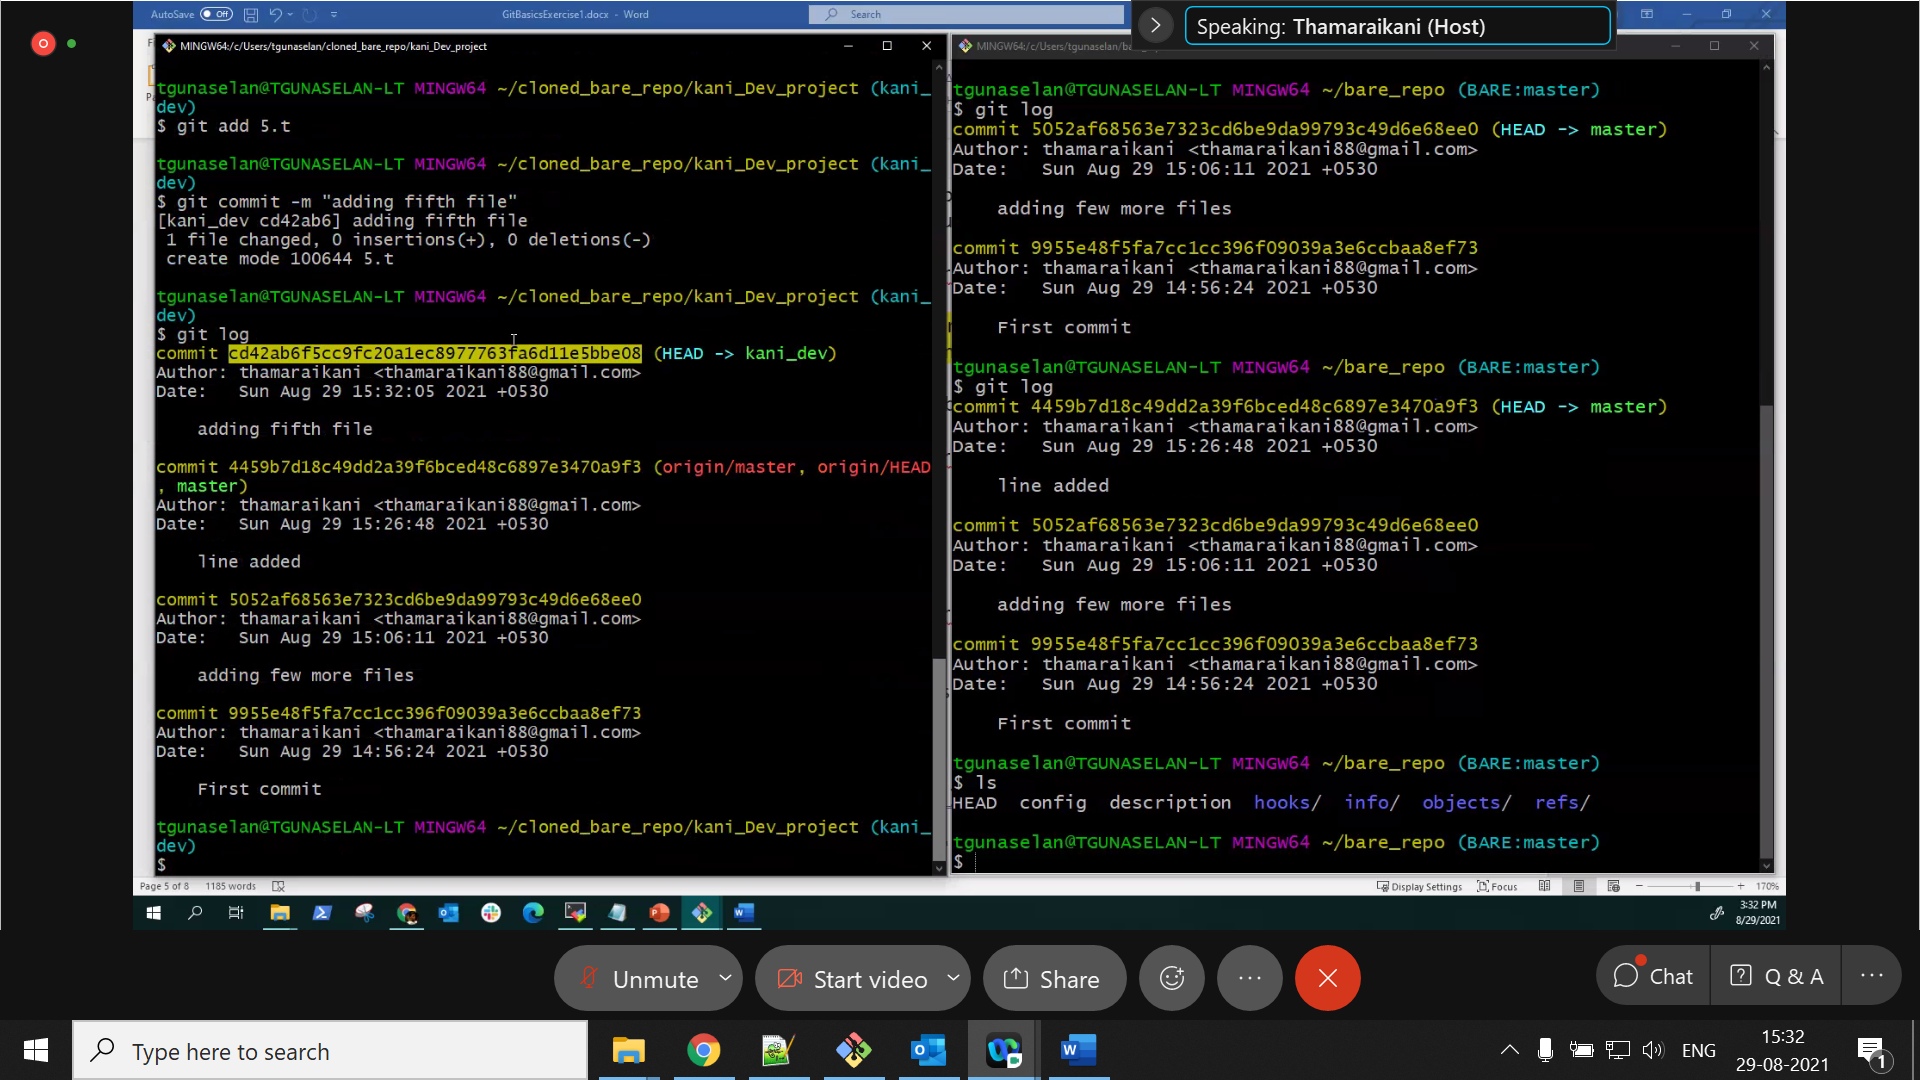 AutoSave Off GitBasicsExercise1.docx - Word Search
Speaking: Thamaraikani (Host)
MINGW64:/c/Users/tgunaselan/cloned_bare_repo/kani_Dev_project
tgunaselan@TGUNASELAN-LT MINGW64 ~/cloned_bare_repo/kani_Dev_project (kani_
dev)
$ git add 5.t
tgunaselan@TGUNASELAN-LT MINGW64 ~/cloned_bare_repo/kani_Dev_project (kani_
dev)
$ git commit -m "adding fifth file"
[kani_dev cd42ab6] adding fifth file
1 file changed, 0 insertions(+), 0 deletions(-)
create mode 100644 5.t
tgunaselan@TGUNASELAN-LT MINGW64 ~/cloned_bare_repo/kani_Dev_project (kani_
dev)
$ git log
commit cd42ab6f5cc9fc20a1ec8977763fa6d11e5bbe08 (HEAD -> kani_dev)
Author: thamaraikani <thamaraikani88@gmail.com>
Date: Sun Aug 29 15:32:05 2021 +0530
adding fifth file
commit 4459b7d18c49dd2a39f6bced48c6897e3470a9f3 (origin/master, origin/HEAD
, master)
Author: thamaraikani <thamaraikani88@gmail.com>
Date: Sun Aug 29 15:26:48 2021 +0530
line added
commit 5052af68563e7323cd6be9da99793c49d6e68ee0
Author: thamaraikani <thamaraikani88@gmail.com>
Date: Sun Aug 29 15:06:11 2021 +0530
adding few more files
commit 9955e48f5fa7cc1cc396f09039a3e6ccbaa8ef73
Author: thamaraikani <thamaraikani88@gmail.com>
Date: Sun Aug 29 14:56:24 2021 +0530
First commit
tgunaselan@TGUNASELAN-LT MINGW64 ~/cloned_bare_repo/kani_Dev_project (kani_
dev)
$
tgunaselan@TGUNASELAN-LT MINGW64 ~/bare_repo (BARE:master)
$ git log
commit 5052af68563e7323cd6be9da99793c49d6e68ee0 (HEAD -> master)
Author: thamaraikani <thamaraikani88@gmail.com>
Date: Sun Aug 29 15:06:11 2021 +0530
adding few more files
commit 9955e48f5fa7cc1cc396f09039a3e6ccbaa8ef73
Author: thamaraikani <thamaraikani88@gmail.com>
Date: Sun Aug 29 14:56:24 2021 +0530
First commit
tgunaselan@TGUNASELAN-LT MINGW64 ~/bare_repo (BARE:master)
$ git log
commit 4459b7d18c49dd2a39f6bced48c6897e3470a9f3 (HEAD -> master)
Author: thamaraikani <thamaraikani88@gmail.com>
Date: Sun Aug 29 15:26:48 2021 +0530
line added
commit 5052af68563e7323cd6be9da99793c49d6e68ee0
Author: thamaraikani <thamaraikani88@gmail.com>
Date: Sun Aug 29 15:06:11 2021 +0530
adding few more files
commit 9955e48f5fa7cc1cc396f09039a3e6ccbaa8ef73
Author: thamaraikani <thamaraikani88@gmail.com>
Date: Sun Aug 29 14:56:24 2021 +0530
First commit
tgunaselan@TGUNASELAN-LT MINGW64 ~/bare_repo (BARE:master)
$ ls
HEAD config description hooks/ info/ objects/ refs/
tgunaselan@TGUNASELAN-LT MINGW64 ~/bare_repo (BARE:master)
$
Page 5 of 8 1185 words Display Settings Focus 170%
3:32 PM
8/29/2021
Unmute Start video Share Chat Q & A
Type here to search
ENG
15:32
29-08-2021
1